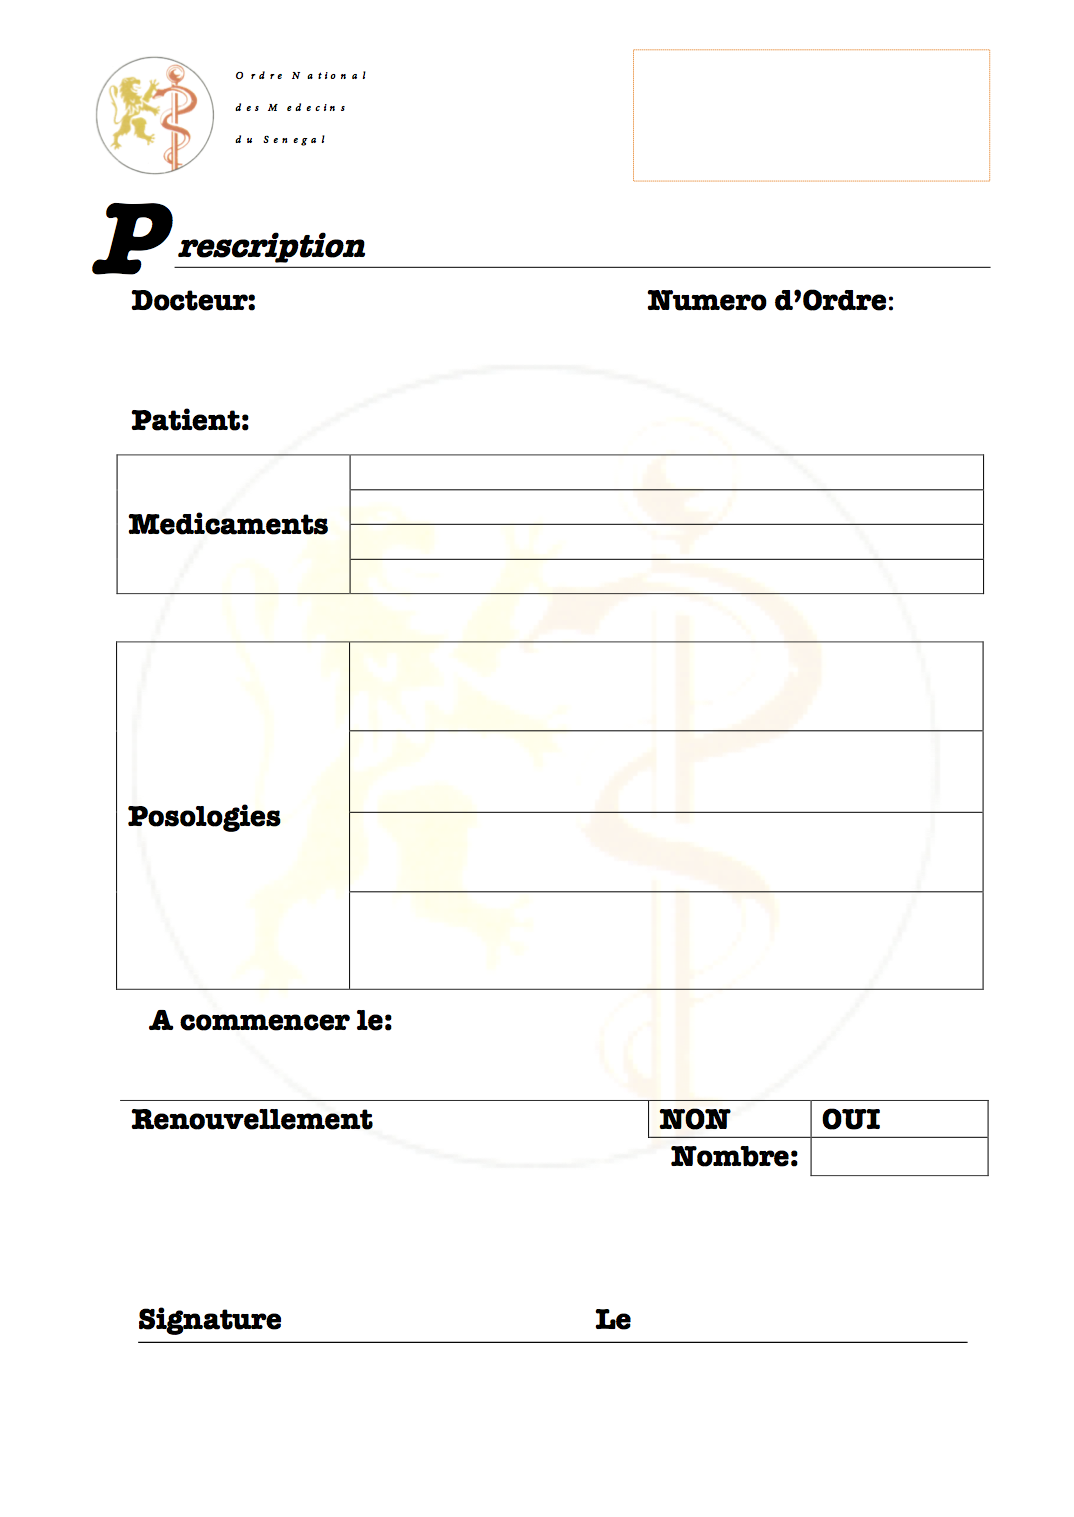 Ordre National
des Medecins
du Senegal
Prescription
Docteur: Numero d’Ordre:
Patient:
Medicaments
Posologies
A commencer le:
Renouvellement NON OUI
Nombre:
Signature Le